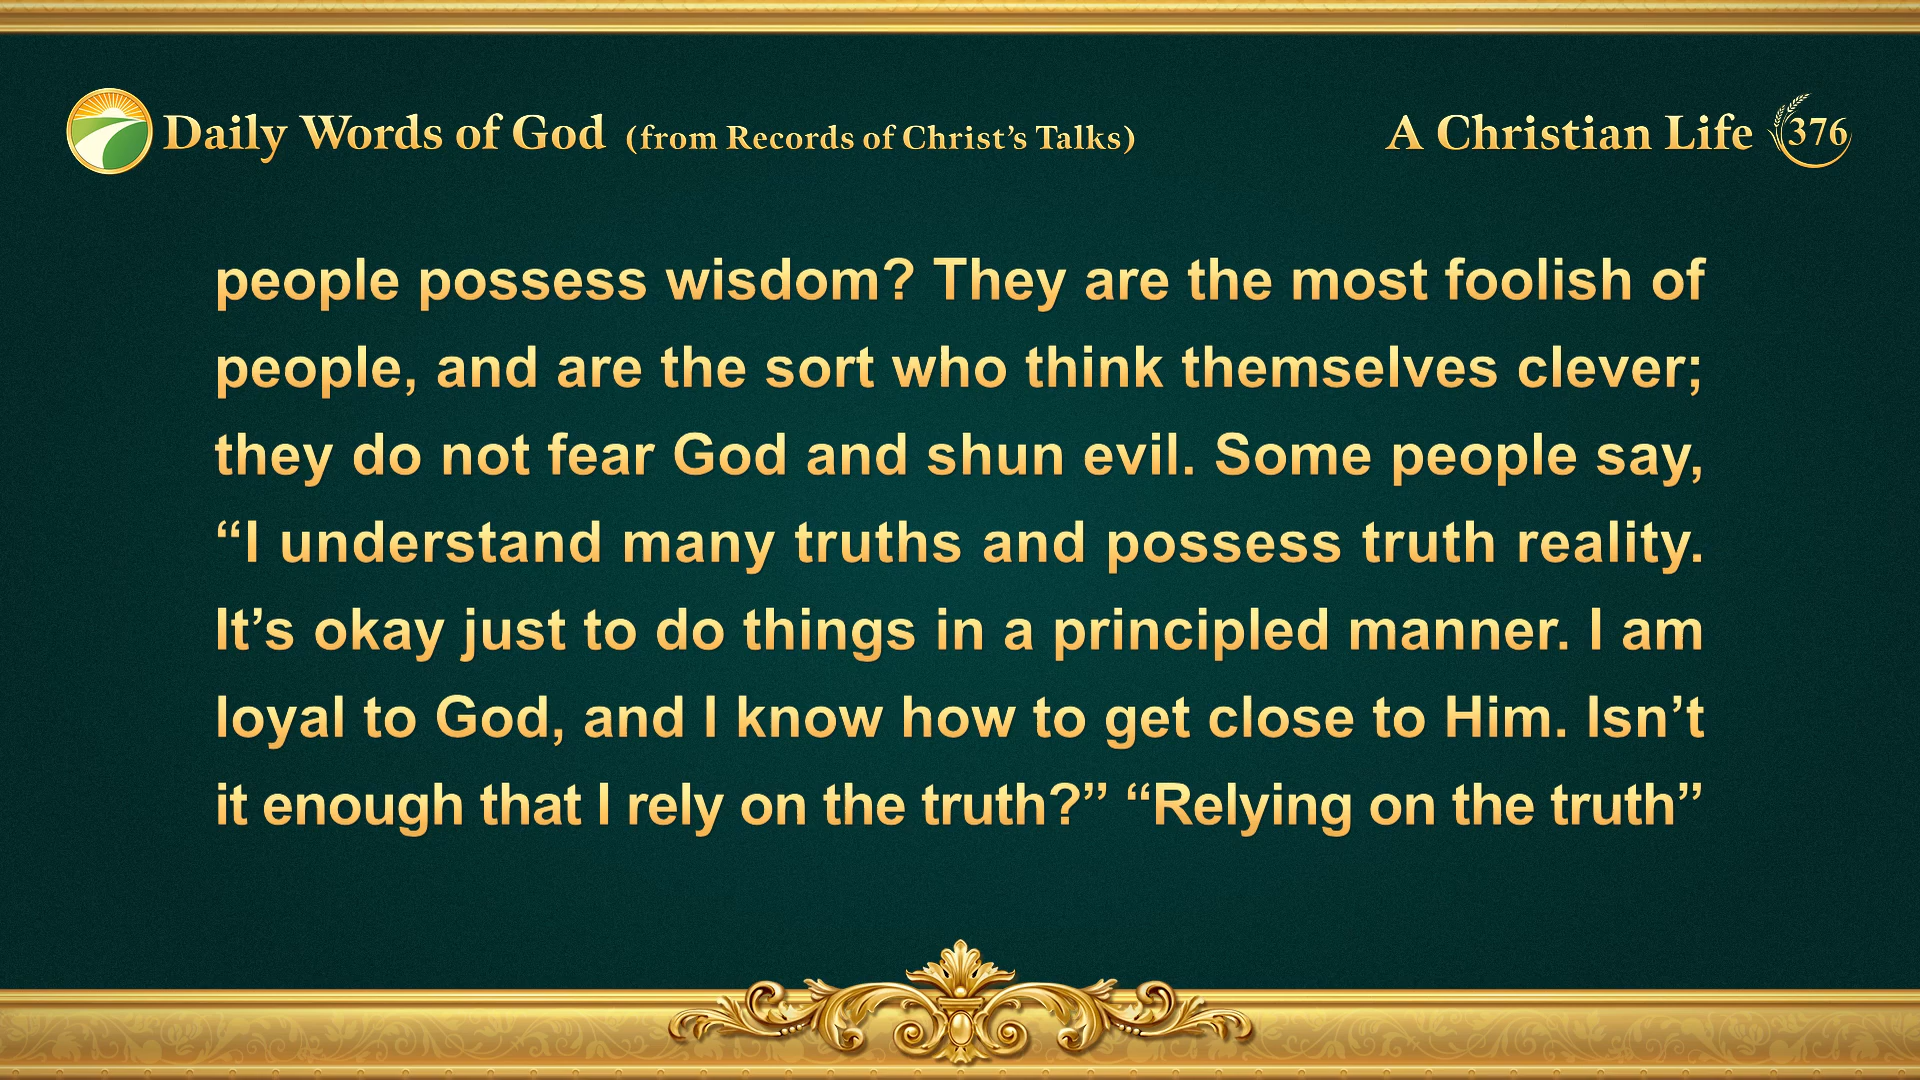 Daily Words of God (from Records of Christ’s Talks)
A Christian Life 376
people possess wisdom? They are the most foolish of
people, and are the sort who think themselves clever;
they do not fear God and shun evil. Some people say,
“I understand many truths and possess truth reality.
It’s okay just to do things in a principled manner. I am
loyal to God, and I know how to get close to Him. Isn’t
it enough that I rely on the truth?” “Relying on the truth”